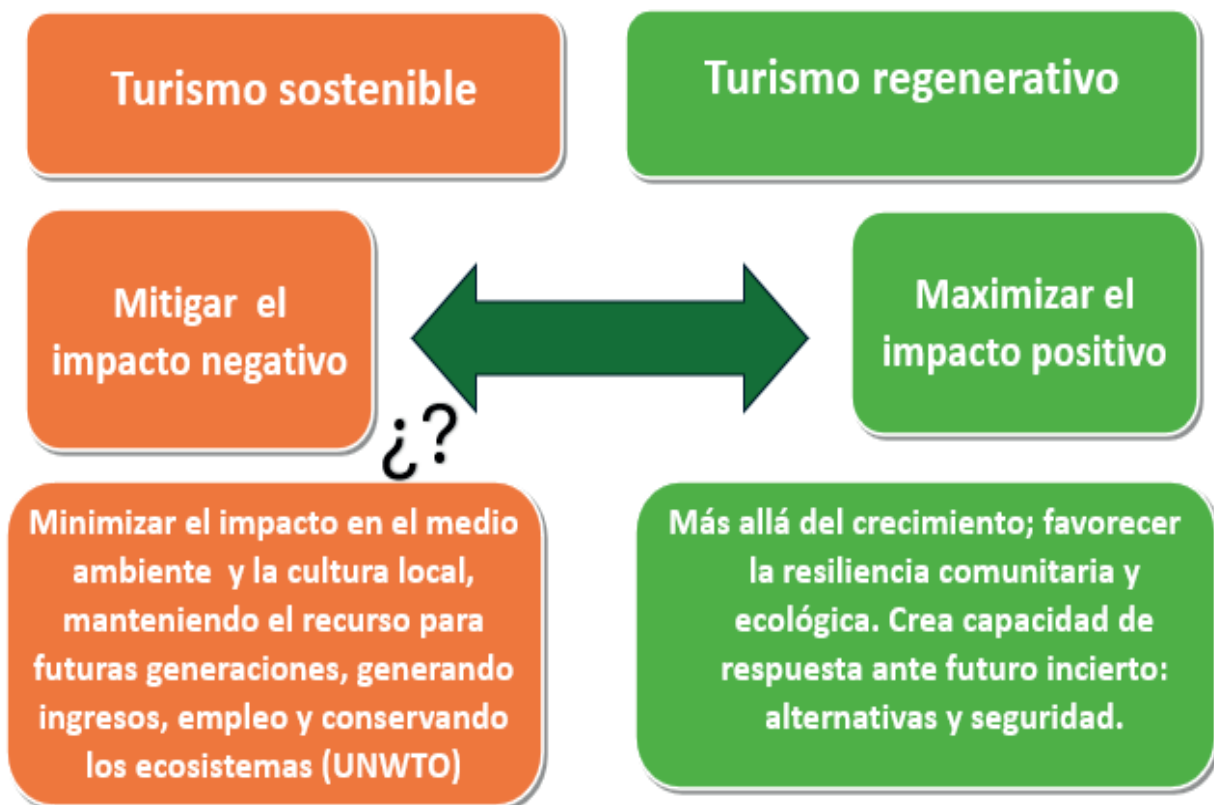 Turismo sostenible
Turismo regenerativo
Mitigar el
impacto negativo
Maximizar el
impacto positivo
¿?
Minimizar el impacto en el medio
ambiente y la cultura local,
manteniendo el recurso para
futuras generaciones, generando
ingresos, empleo y conservando
los ecosistemas (UNWTO)
Más allá del crecimiento; favorecer
la resiliencia comunitaria y
ecológica. Crea capacidad de
respuesta ante futuro incierto:
alternativas y seguridad.